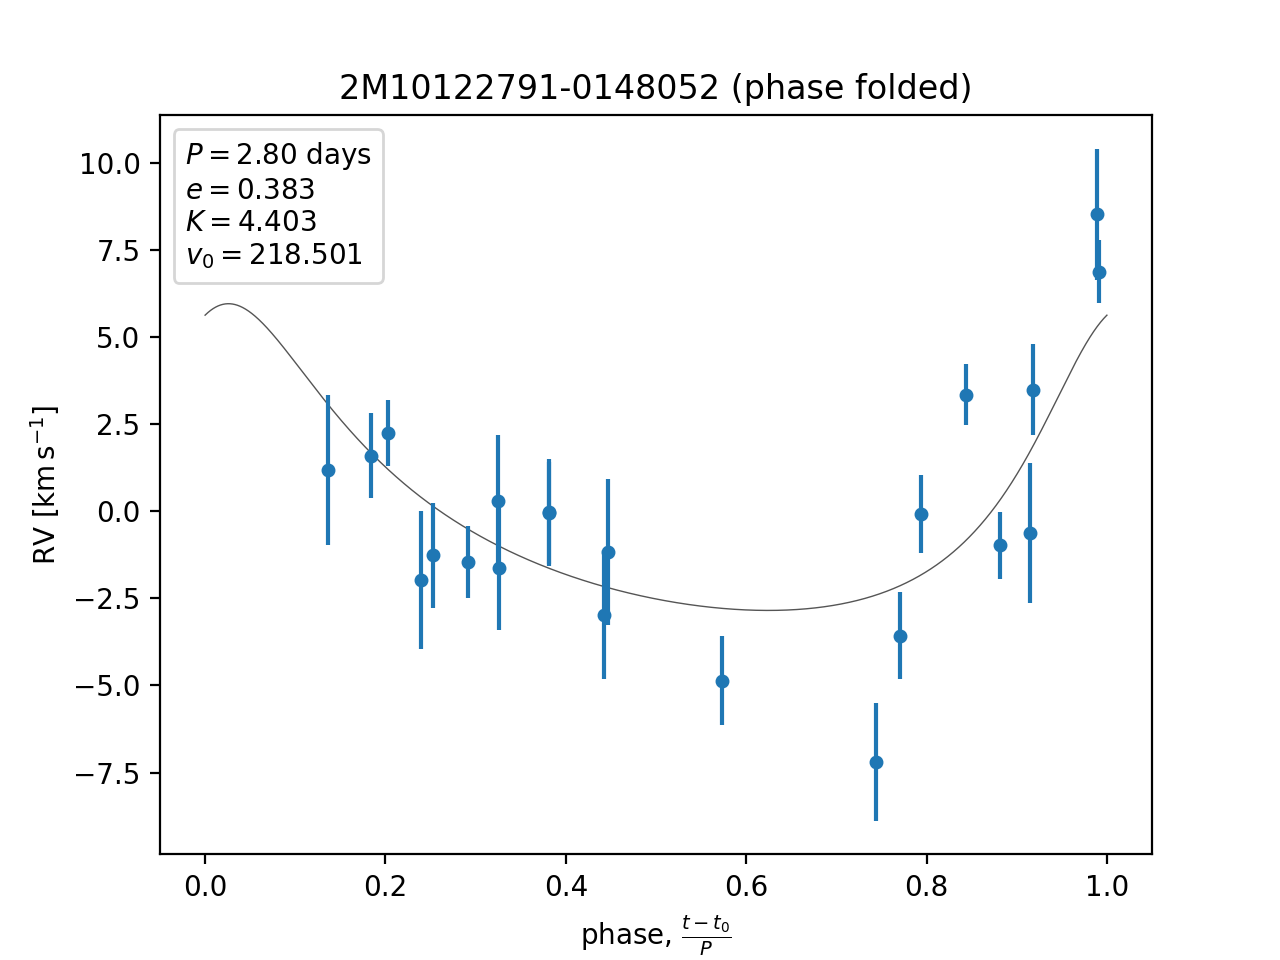 2M10122791-0148052 (phase folded)
P = 2.80 days
e = 0.383
K = 4.403
v₀ = 218.501
10.0
7.5
5.0
2.5
0.0
−2.5
−5.0
−7.5
RV [km s⁻¹]
0.0 0.2 0.4 0.6 0.8 1.0
phase, (t − t₀)/P